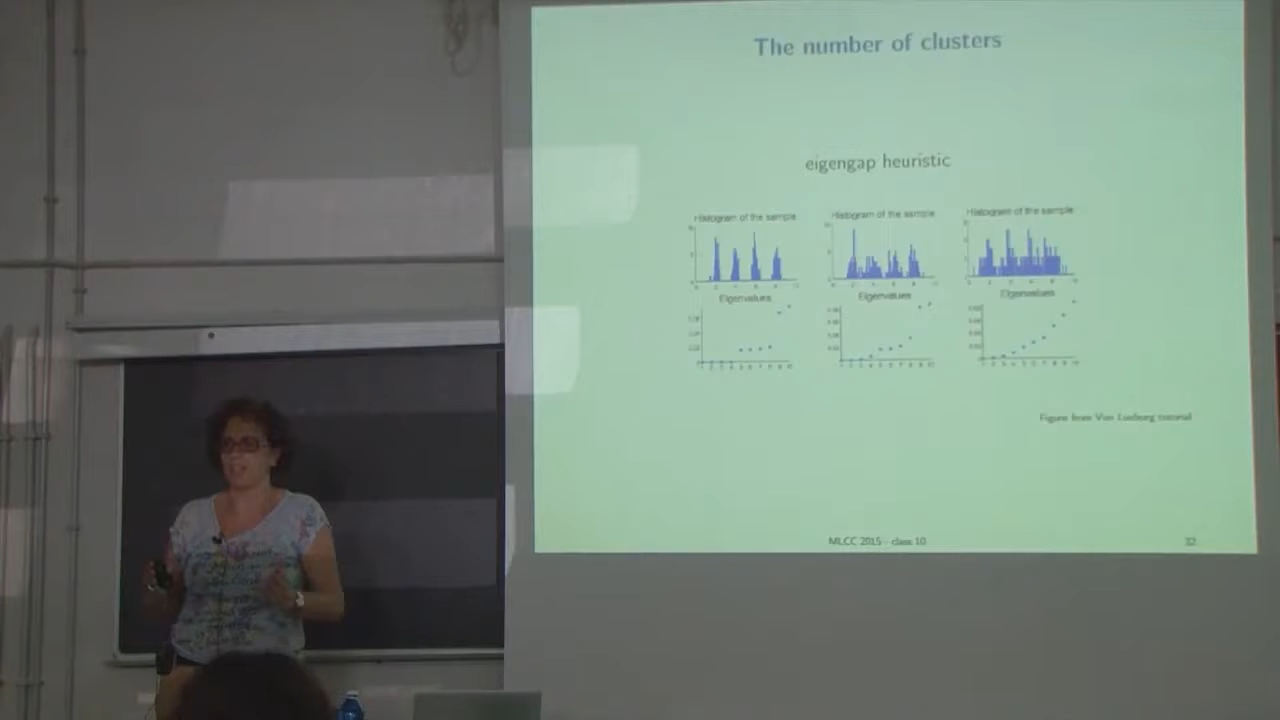 The number of clusters
eigengap heuristic
Histogram of the sample
Histogram of the sample
Histogram of the sample
Eigenvalues
Eigenvalues
Eigenvalues
Figure from Von Luxburg tutorial
MLCC 2015 - class 10
32